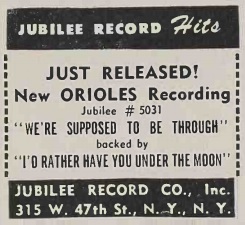 JUBILEE RECORD Hits
JUST RELEASED!
New ORIOLES Recording
Jubilee # 5031
"WE'RE SUPPOSED TO BE THROUGH"
backed by
"I'D RATHER HAVE YOU UNDER THE MOON"
JUBILEE RECORD CO., Inc.
315 W. 47th St., N. Y., N. Y.